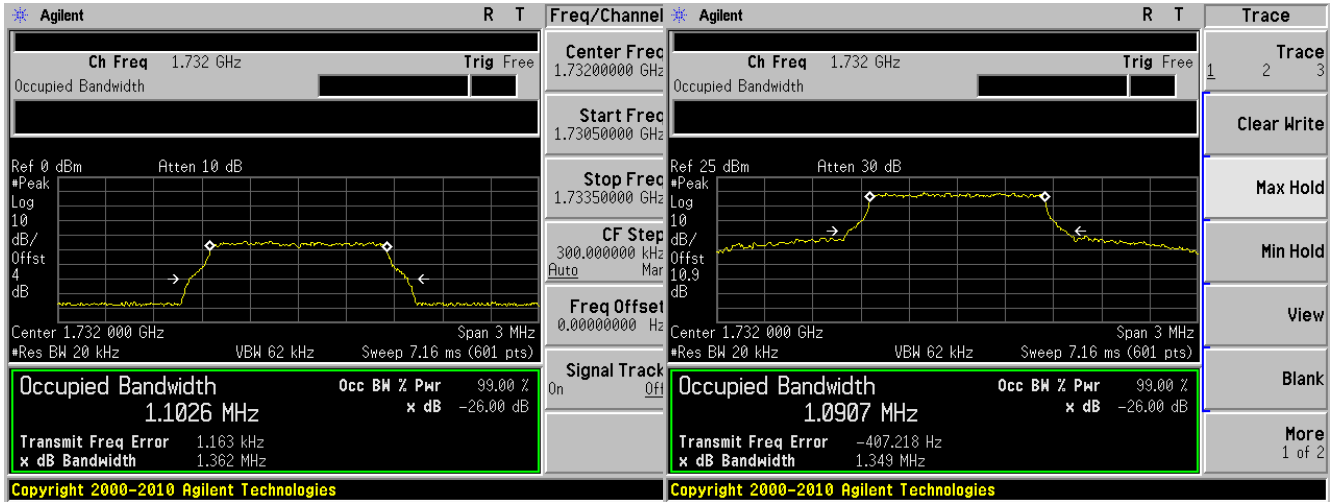 Agilent R T Freq/Channel
Ch Freq 1.732 GHz Trig Free
Occupied Bandwidth
Center Freq
1.73200000 GHz
Start Freq
1.73050000 GHz
Stop Freq
1.73350000 GHz
CF Step
300.000000 kHz
Auto Man
Freq Offset
0.00000000 Hz
Signal Track
On Off
Ref 0 dBm Atten 10 dB
#Peak
Log
10
dB/
Offst
4
dB
Center 1.732 000 GHz Span 3 MHz
#Res BW 20 kHz VBW 62 kHz Sweep 7.16 ms (601 pts)
Occupied Bandwidth Occ BW % Pwr 99.00 %
1.1026 MHz x dB -26.00 dB
Transmit Freq Error 1.163 kHz
x dB Bandwidth 1.362 MHz
Copyright 2000-2010 Agilent Technologies
Agilent R T Trace
Ch Freq 1.732 GHz Trig Free
Occupied Bandwidth
Trace
1 2 3
Clear Write
Max Hold
Min Hold
View
Blank
More
1 of 2
Ref 25 dBm Atten 30 dB
#Peak
Log
10
dB/
Offst
10.9
dB
Center 1.732 000 GHz Span 3 MHz
#Res BW 20 kHz VBW 62 kHz Sweep 7.16 ms (601 pts)
Occupied Bandwidth Occ BW % Pwr 99.00 %
1.0907 MHz x dB -26.00 dB
Transmit Freq Error -407.218 Hz
x dB Bandwidth 1.349 MHz
Copyright 2000-2010 Agilent Technologies